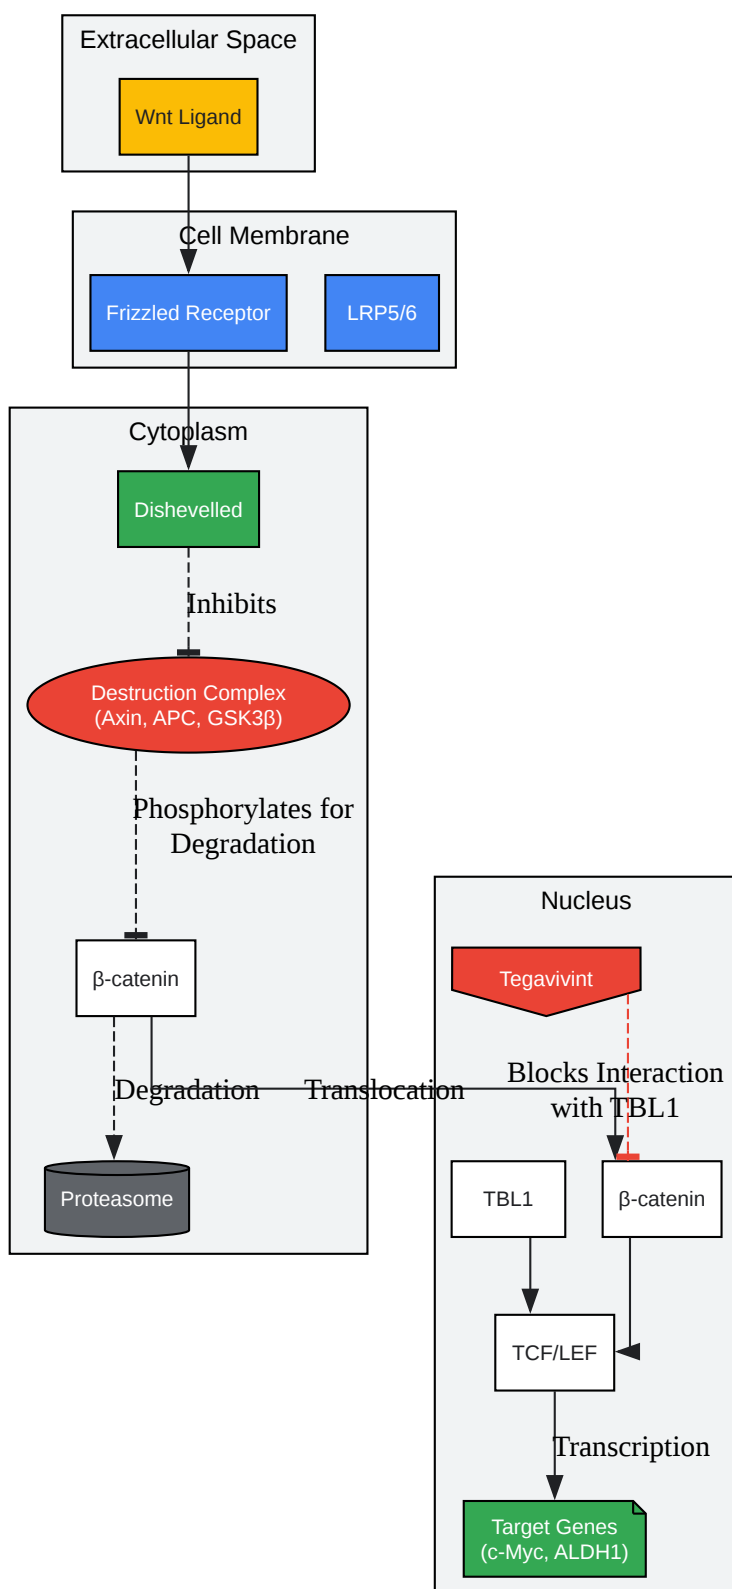 Extracellular Space
Wnt Ligand
Cell Membrane
Frizzled Receptor
LRP5/6
Cytoplasm
Dishevelled
Inhibits
Destruction Complex
(Axin, APC, GSK3β)
Phosphorylates for
Degradation
β-catenin
Degradation
Proteasome
Translocation
Nucleus
Tegavivint
Blocks Interaction
with TBL1
TBL1
β-catenin
TCF/LEF
Transcription
Target Genes
(c-Myc, ALDH1)